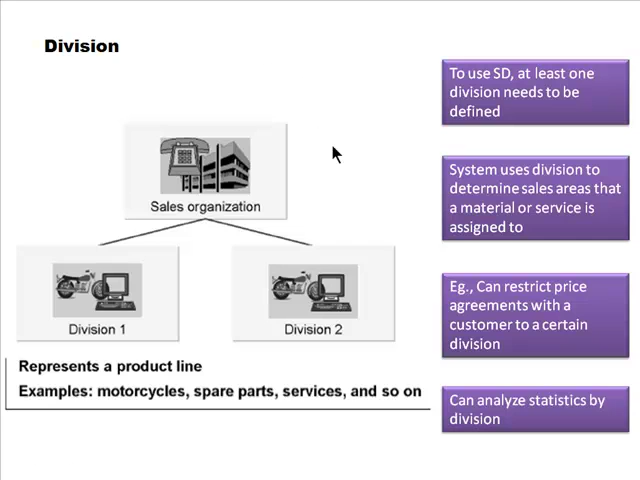 Division
Sales organization
Division 1
Division 2
Represents a product line
Examples: motorcycles, spare parts, services, and so on
To use SD, at least one
division needs to be
defined
System uses division to
determine sales areas that
a material or service is
assigned to
Eg., Can restrict price
agreements with a
customer to a certain
division
Can analyze statistics by
division